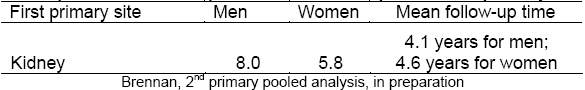 First primary site Men Women Mean follow-up time
4.1 years for men;
Kidney 8.0 5.8 4.6 years for women
Brennan, 2nd primary pooled analysis, in preparation